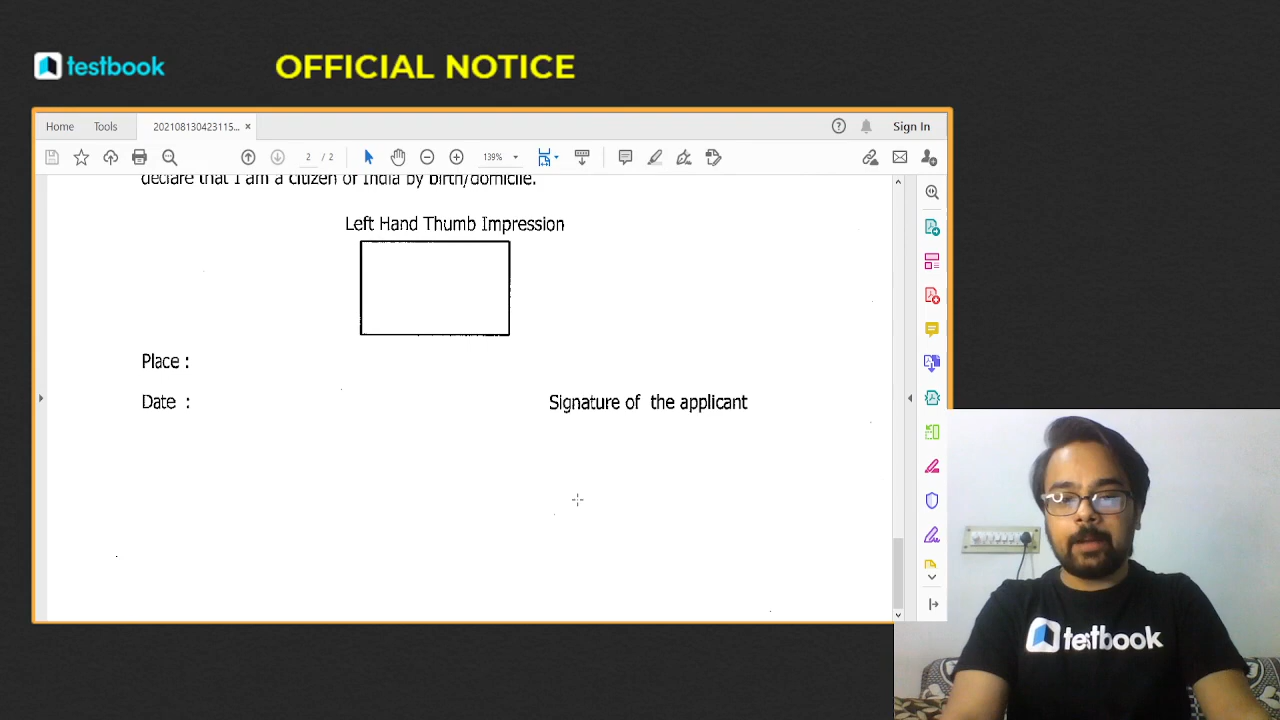 testbook
OFFICIAL NOTICE
Home Tools 202108130423115... × Sign In
2 / 2 139%
declare that I am a citizen of India by birth/domicile.
Left Hand Thumb Impression
Place :
Date : Signature of the applicant
testbook